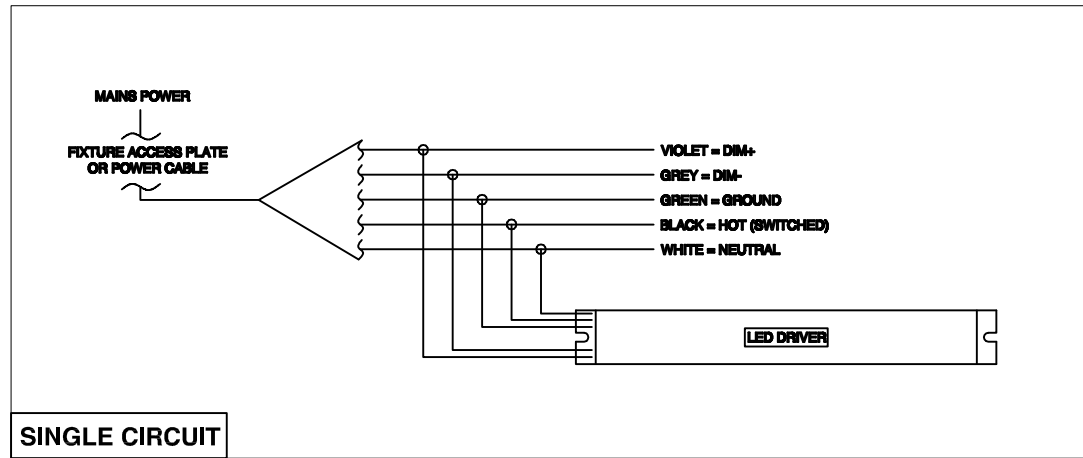 MAINS POWER
FIXTURE ACCESS PLATE
OR POWER CABLE
VIOLET = DIM+
GREY = DIM-
GREEN = GROUND
BLACK = HOT (SWITCHED)
WHITE = NEUTRAL
LED DRIVER
SINGLE CIRCUIT